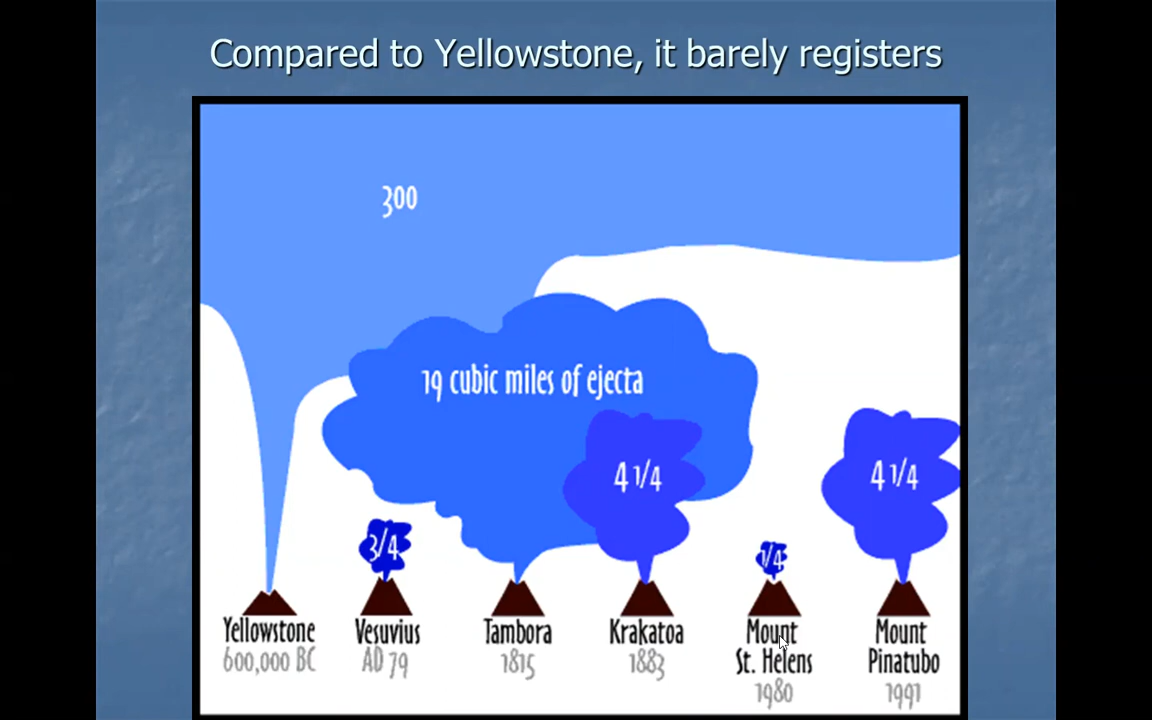 Compared to Yellowstone, it barely registers
300
19 cubic miles of ejecta
4 1/4
4 1/4
3/4
1/4
Yellowstone
600,000 BC
Vesuvius
AD 79
Tambora
1815
Krakatoa
1883
Mount
St. Helens
1980
Mount
Pinatubo
1991